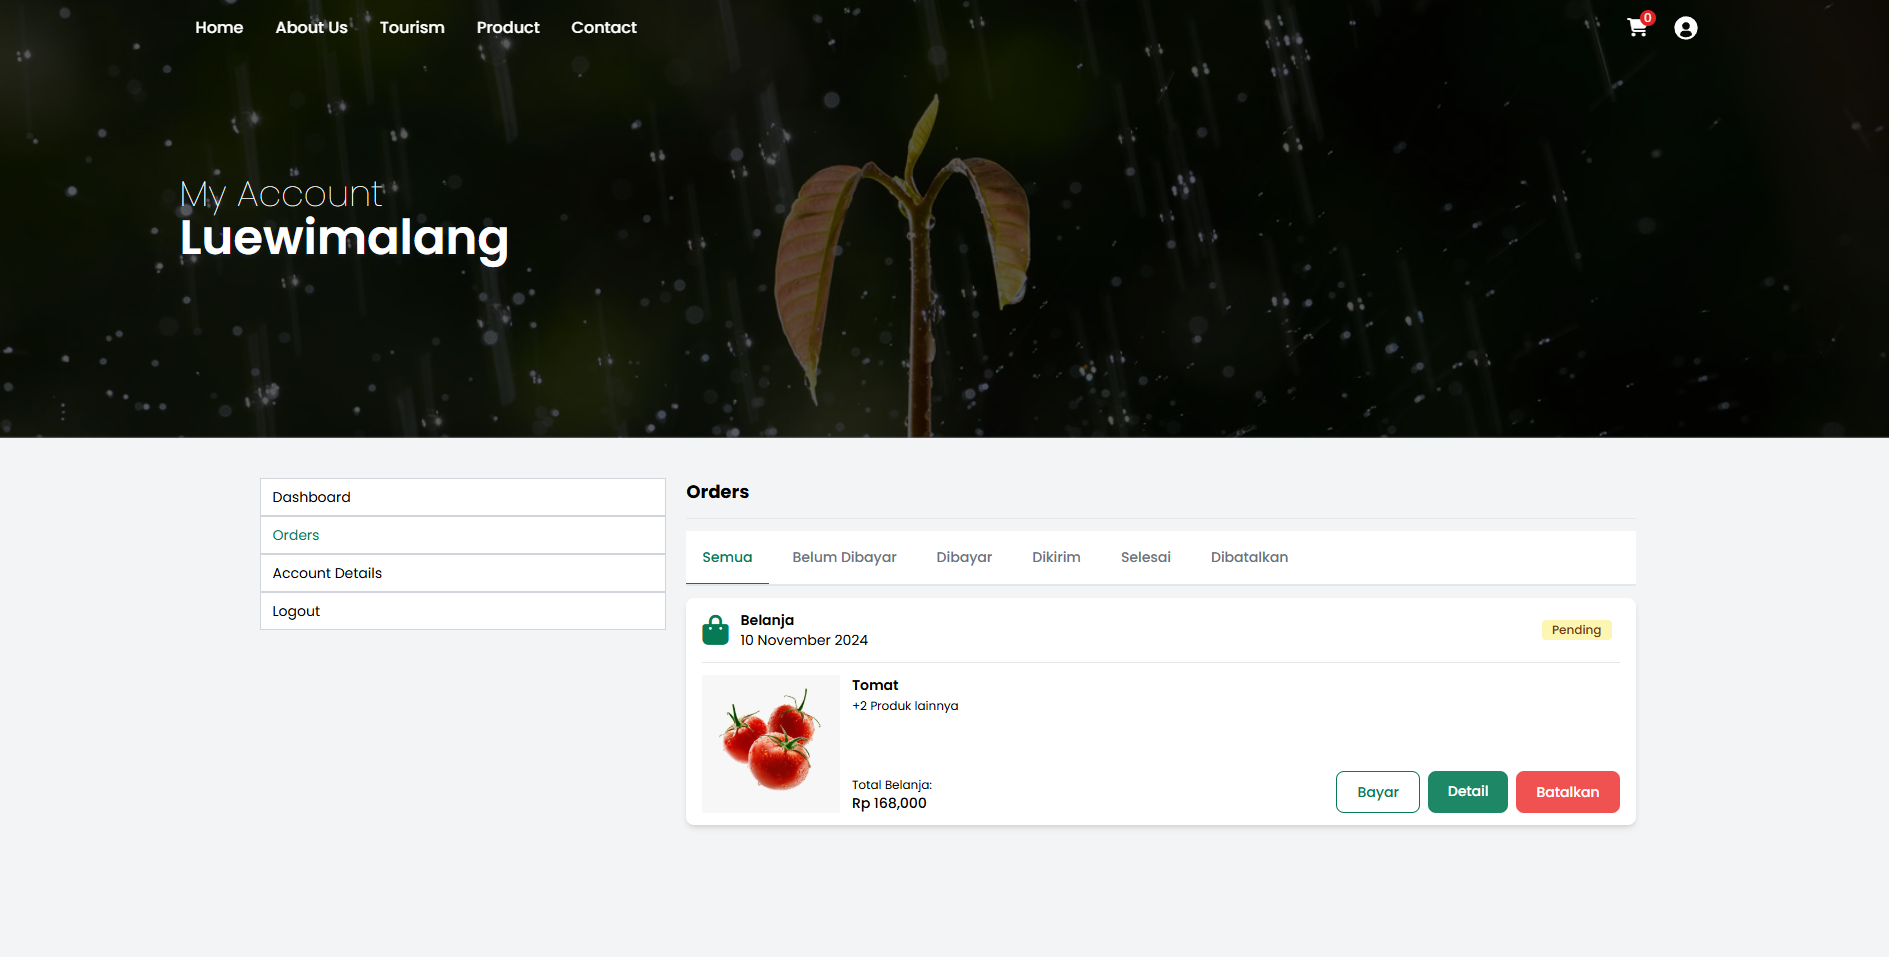 Home About Us Tourism Product Contact 0
My Account
Luewimalang
Dashboard
Orders
Account Details
Logout
Orders
Semua Belum Dibayar Dibayar Dikirim Selesai Dibatalkan
Belanja
10 November 2024
Pending
Tomat
+2 Produk lainnya
Total Belanja:
Rp 168,000
Bayar Detail Batalkan